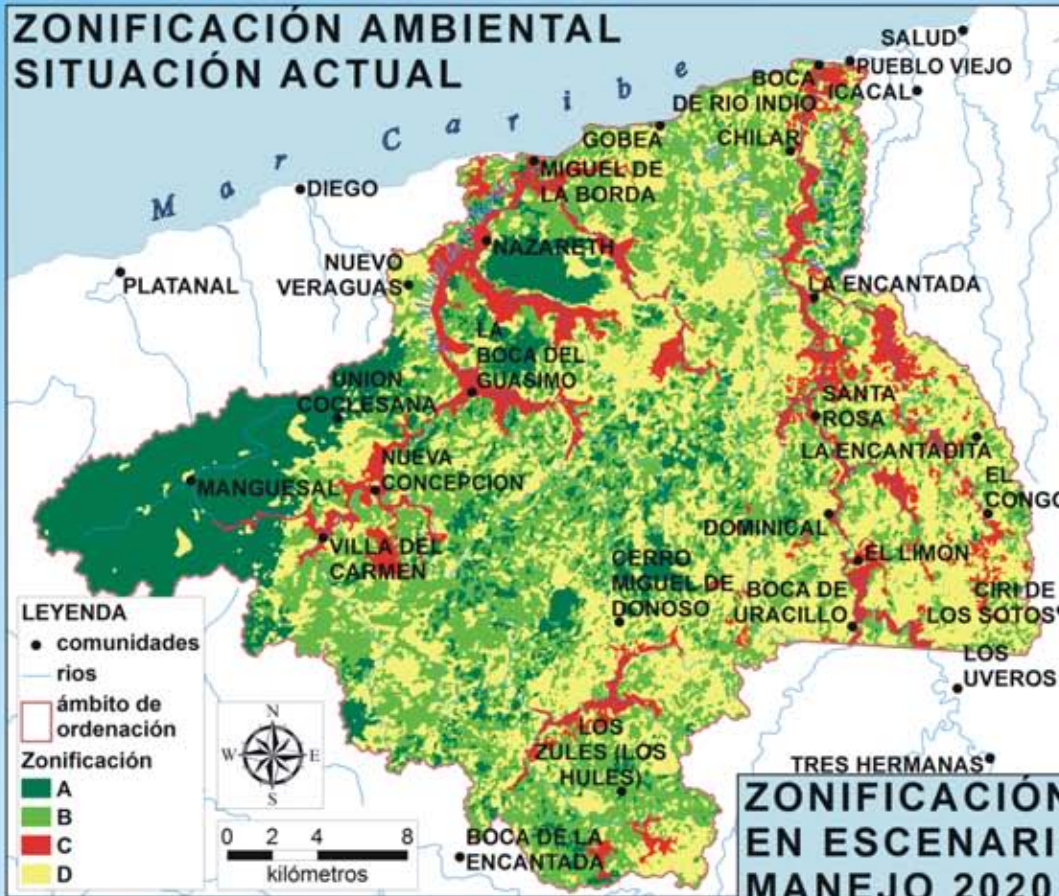 ZONIFICACIÓN AMBIENTAL
SITUACIÓN ACTUAL
Mar Caribe
SALUD
PUEBLO VIEJO
BOCA
DE RIO INDIO
ICACAL
GOBEA
CHILAR
MIGUEL DE
LA BORDA
DIEGO
NAZARETH
NUEVO
VERAGUAS
PLATANAL
LA ENCANTADA
LA
BOCA DEL
GUASIMO
UNION
COCLESANA
SANTA
ROSA
LA ENCANTADITA
NUEVA
CONCEPCION
MANGUESAL
EL
CONGO
DOMINICAL
VILLA DEL
CARMEN
EL LIMON
CERRO
MIGUEL DE
DONOSO
BOCA DE
URACILLO
CIRI DE
LOS SOTOS
LOS
UVEROS
LOS
ZULES (LOS
HULES)
TRES HERMANAS
BOCA DE LA
ENCANTADA
LEYENDA
comunidades
rios
ámbito de
ordenación
Zonificación
A
B
C
D
N
W E
S
0 2 4 8
kilómetros
ZONIFICACIÓN
EN ESCENARI
MANEJO 2020